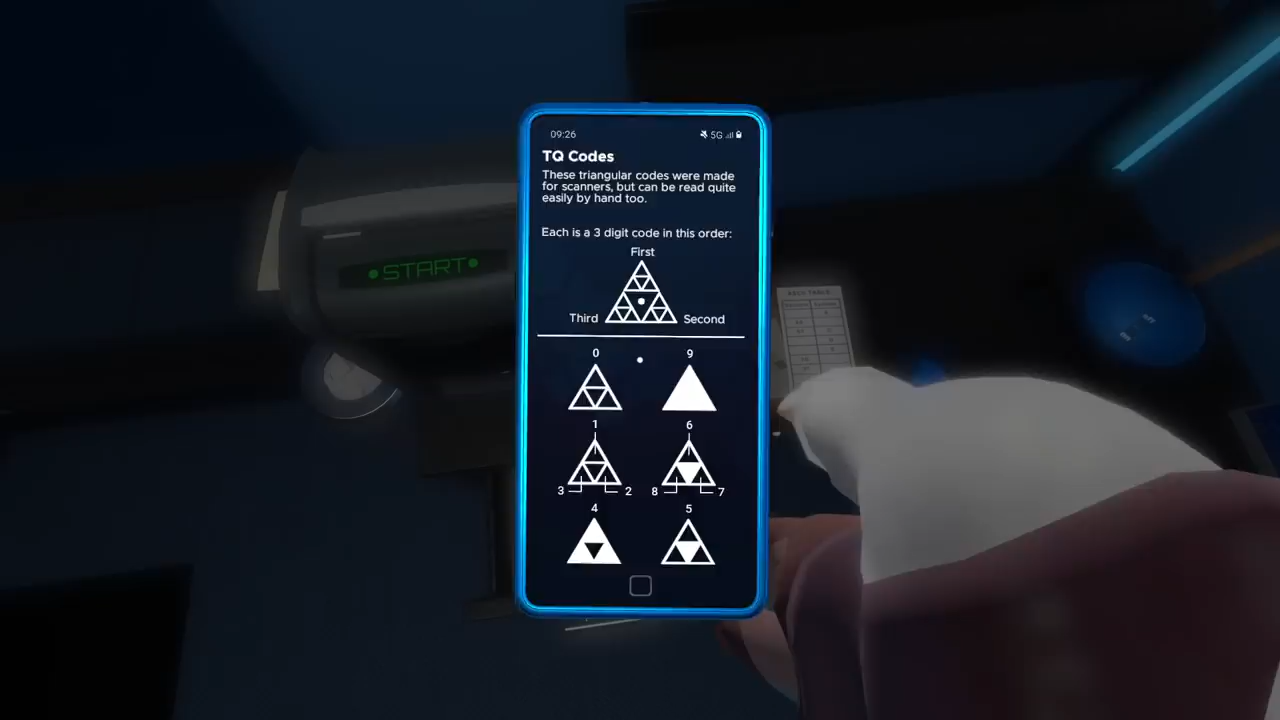 09:26
5G
TQ Codes
These triangular codes were made
for scanners, but can be read quite
easily by hand too.
Each is a 3 digit code in this order:
First
Third
Second
0
9
1
6
3
2
8
7
4
5
•START•
ASCII TABLE